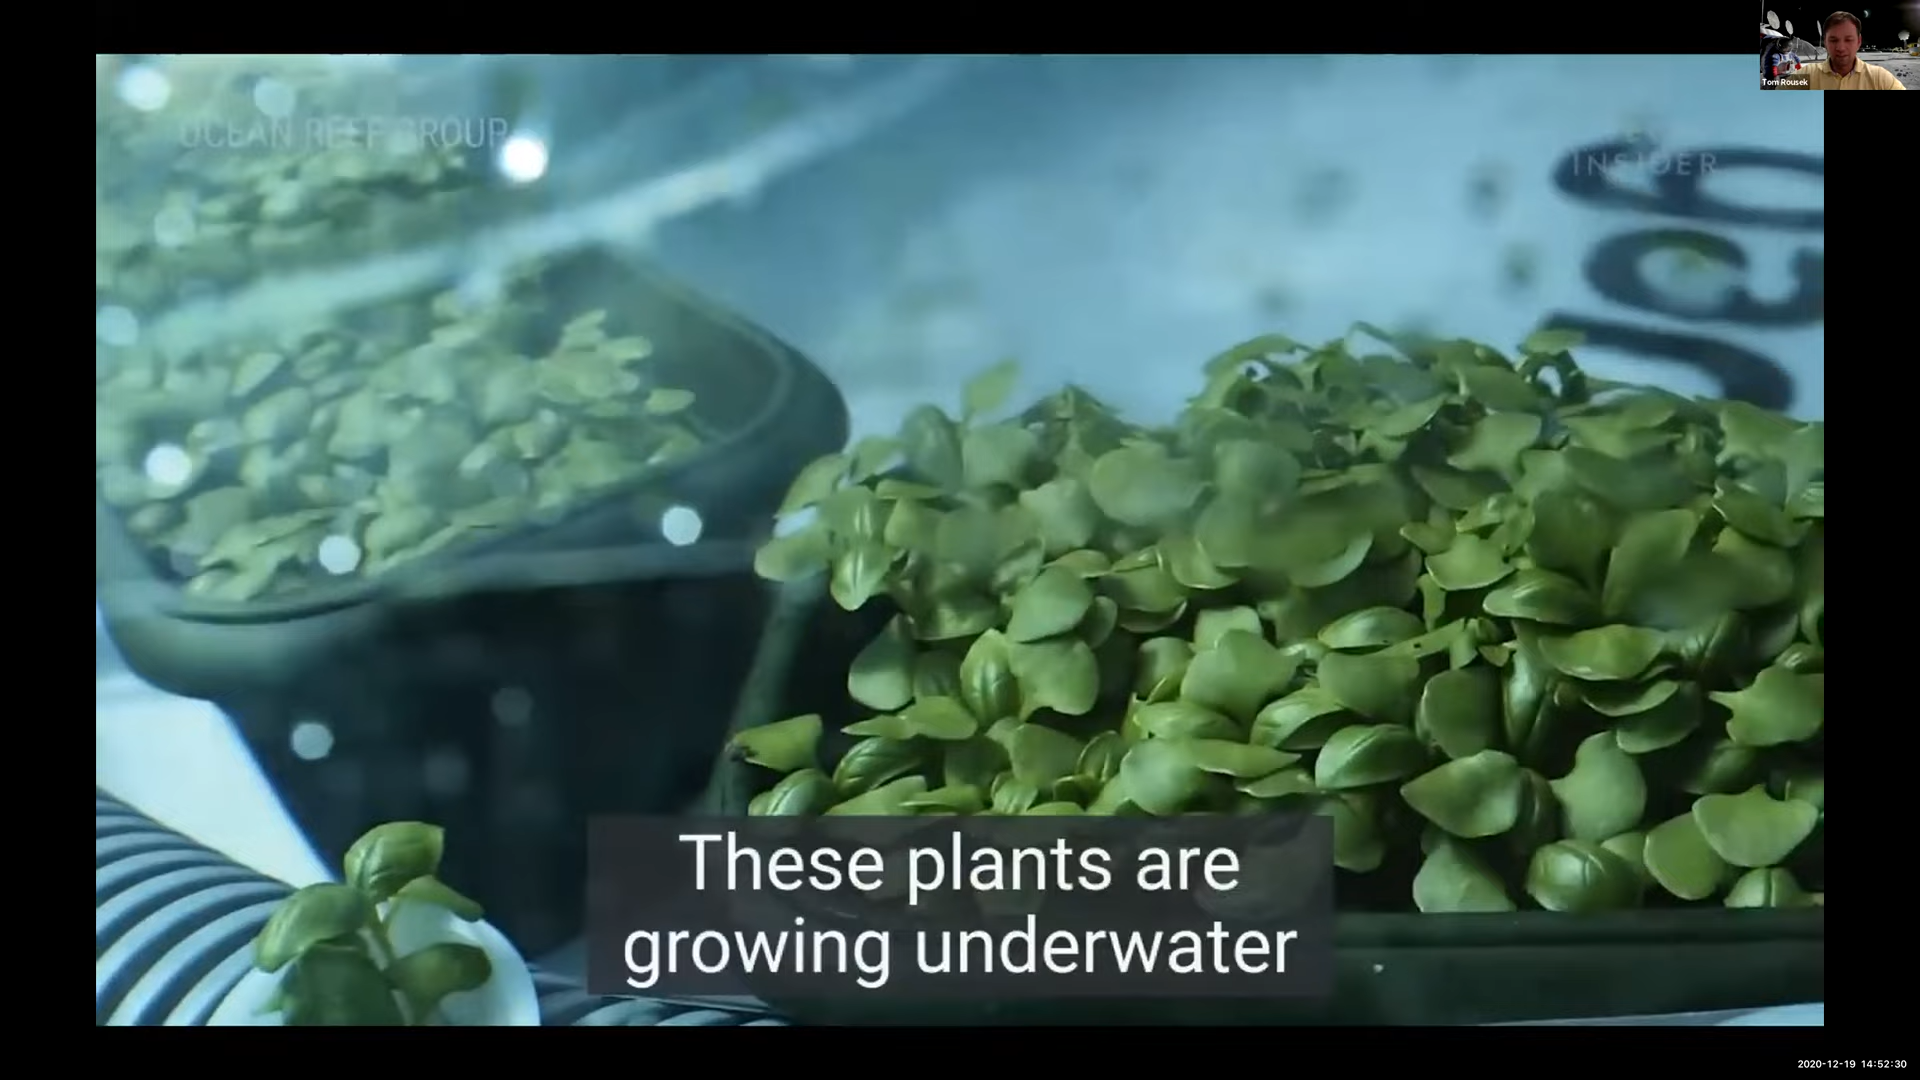 Tom Rousek
OCEAN REEF GROUP
INSIDER
These plants are
growing underwater
2020-12-19 14:52:30